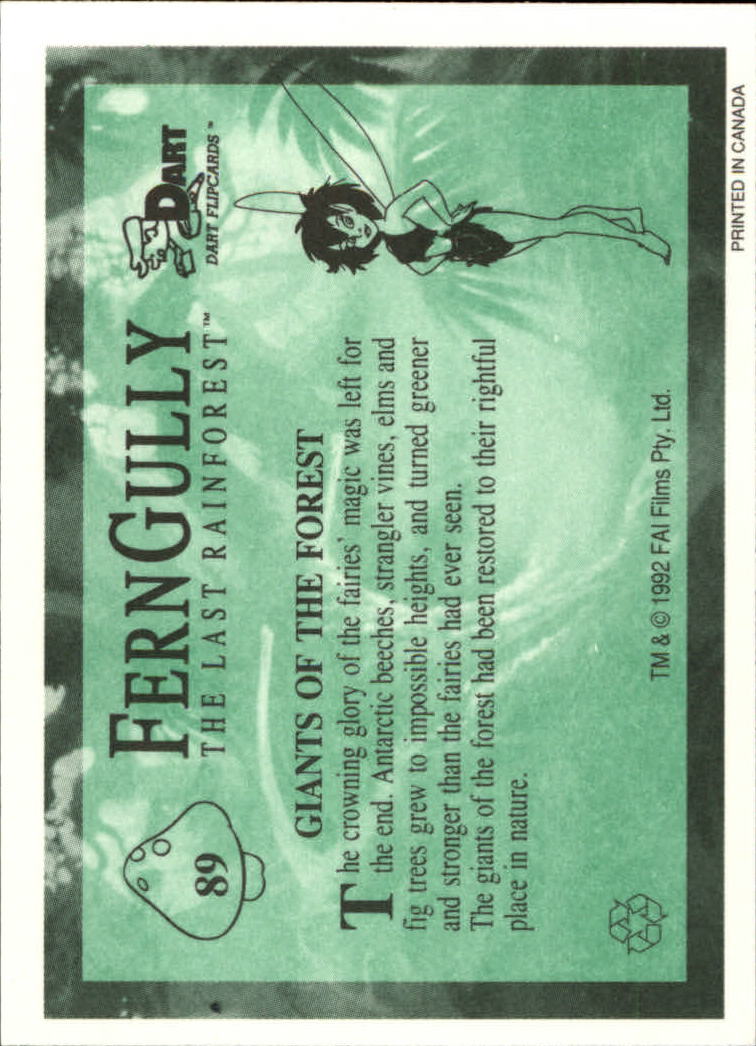 89
FERNGULLY
THE LAST RAINFOREST™
DART
DART FLIPCARDS™
GIANTS OF THE FOREST
The crowning glory of the fairies' magic was left for
the end. Antarctic beeches, strangler vines, elms and
fig trees grew to impossible heights, and turned greener
and stronger than the fairies had ever seen.
The giants of the forest had been restored to their rightful
place in nature.
TM & © 1992 FAI Films Pty, Ltd.
PRINTED IN CANADA